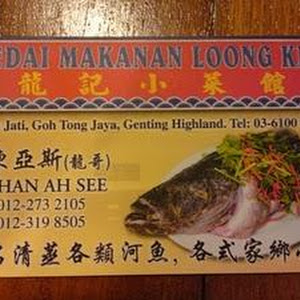 DAI MAKANAN LOONG K
龍記小菜館
Jati, Goh Tong Jaya, Genting Highland. Tel: 03-6100
亞斯(龍哥)
HAN AH SEE
012-273 2105
012-319 8505
清蒸各類河魚,各式家鄉